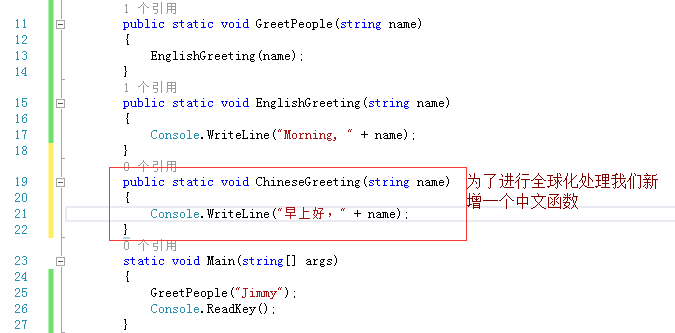 1 个引用
11 public static void GreetPeople(string name)
12 {
13 EnglishGreeting(name);
14 }
1 个引用
15 public static void EnglishGreeting(string name)
16 {
17 Console.WriteLine("Morning, " + name);
18 }
0 个引用
19 public static void ChineseGreeting(string name)
20 {
21 Console.WriteLine("早上好，" + name);
22 }
为了进行全球化处理我们新
增一个中文函数
0 个引用
23 static void Main(string[] args)
24 {
25 GreetPeople("Jimmy");
26 Console.ReadKey();
27 }